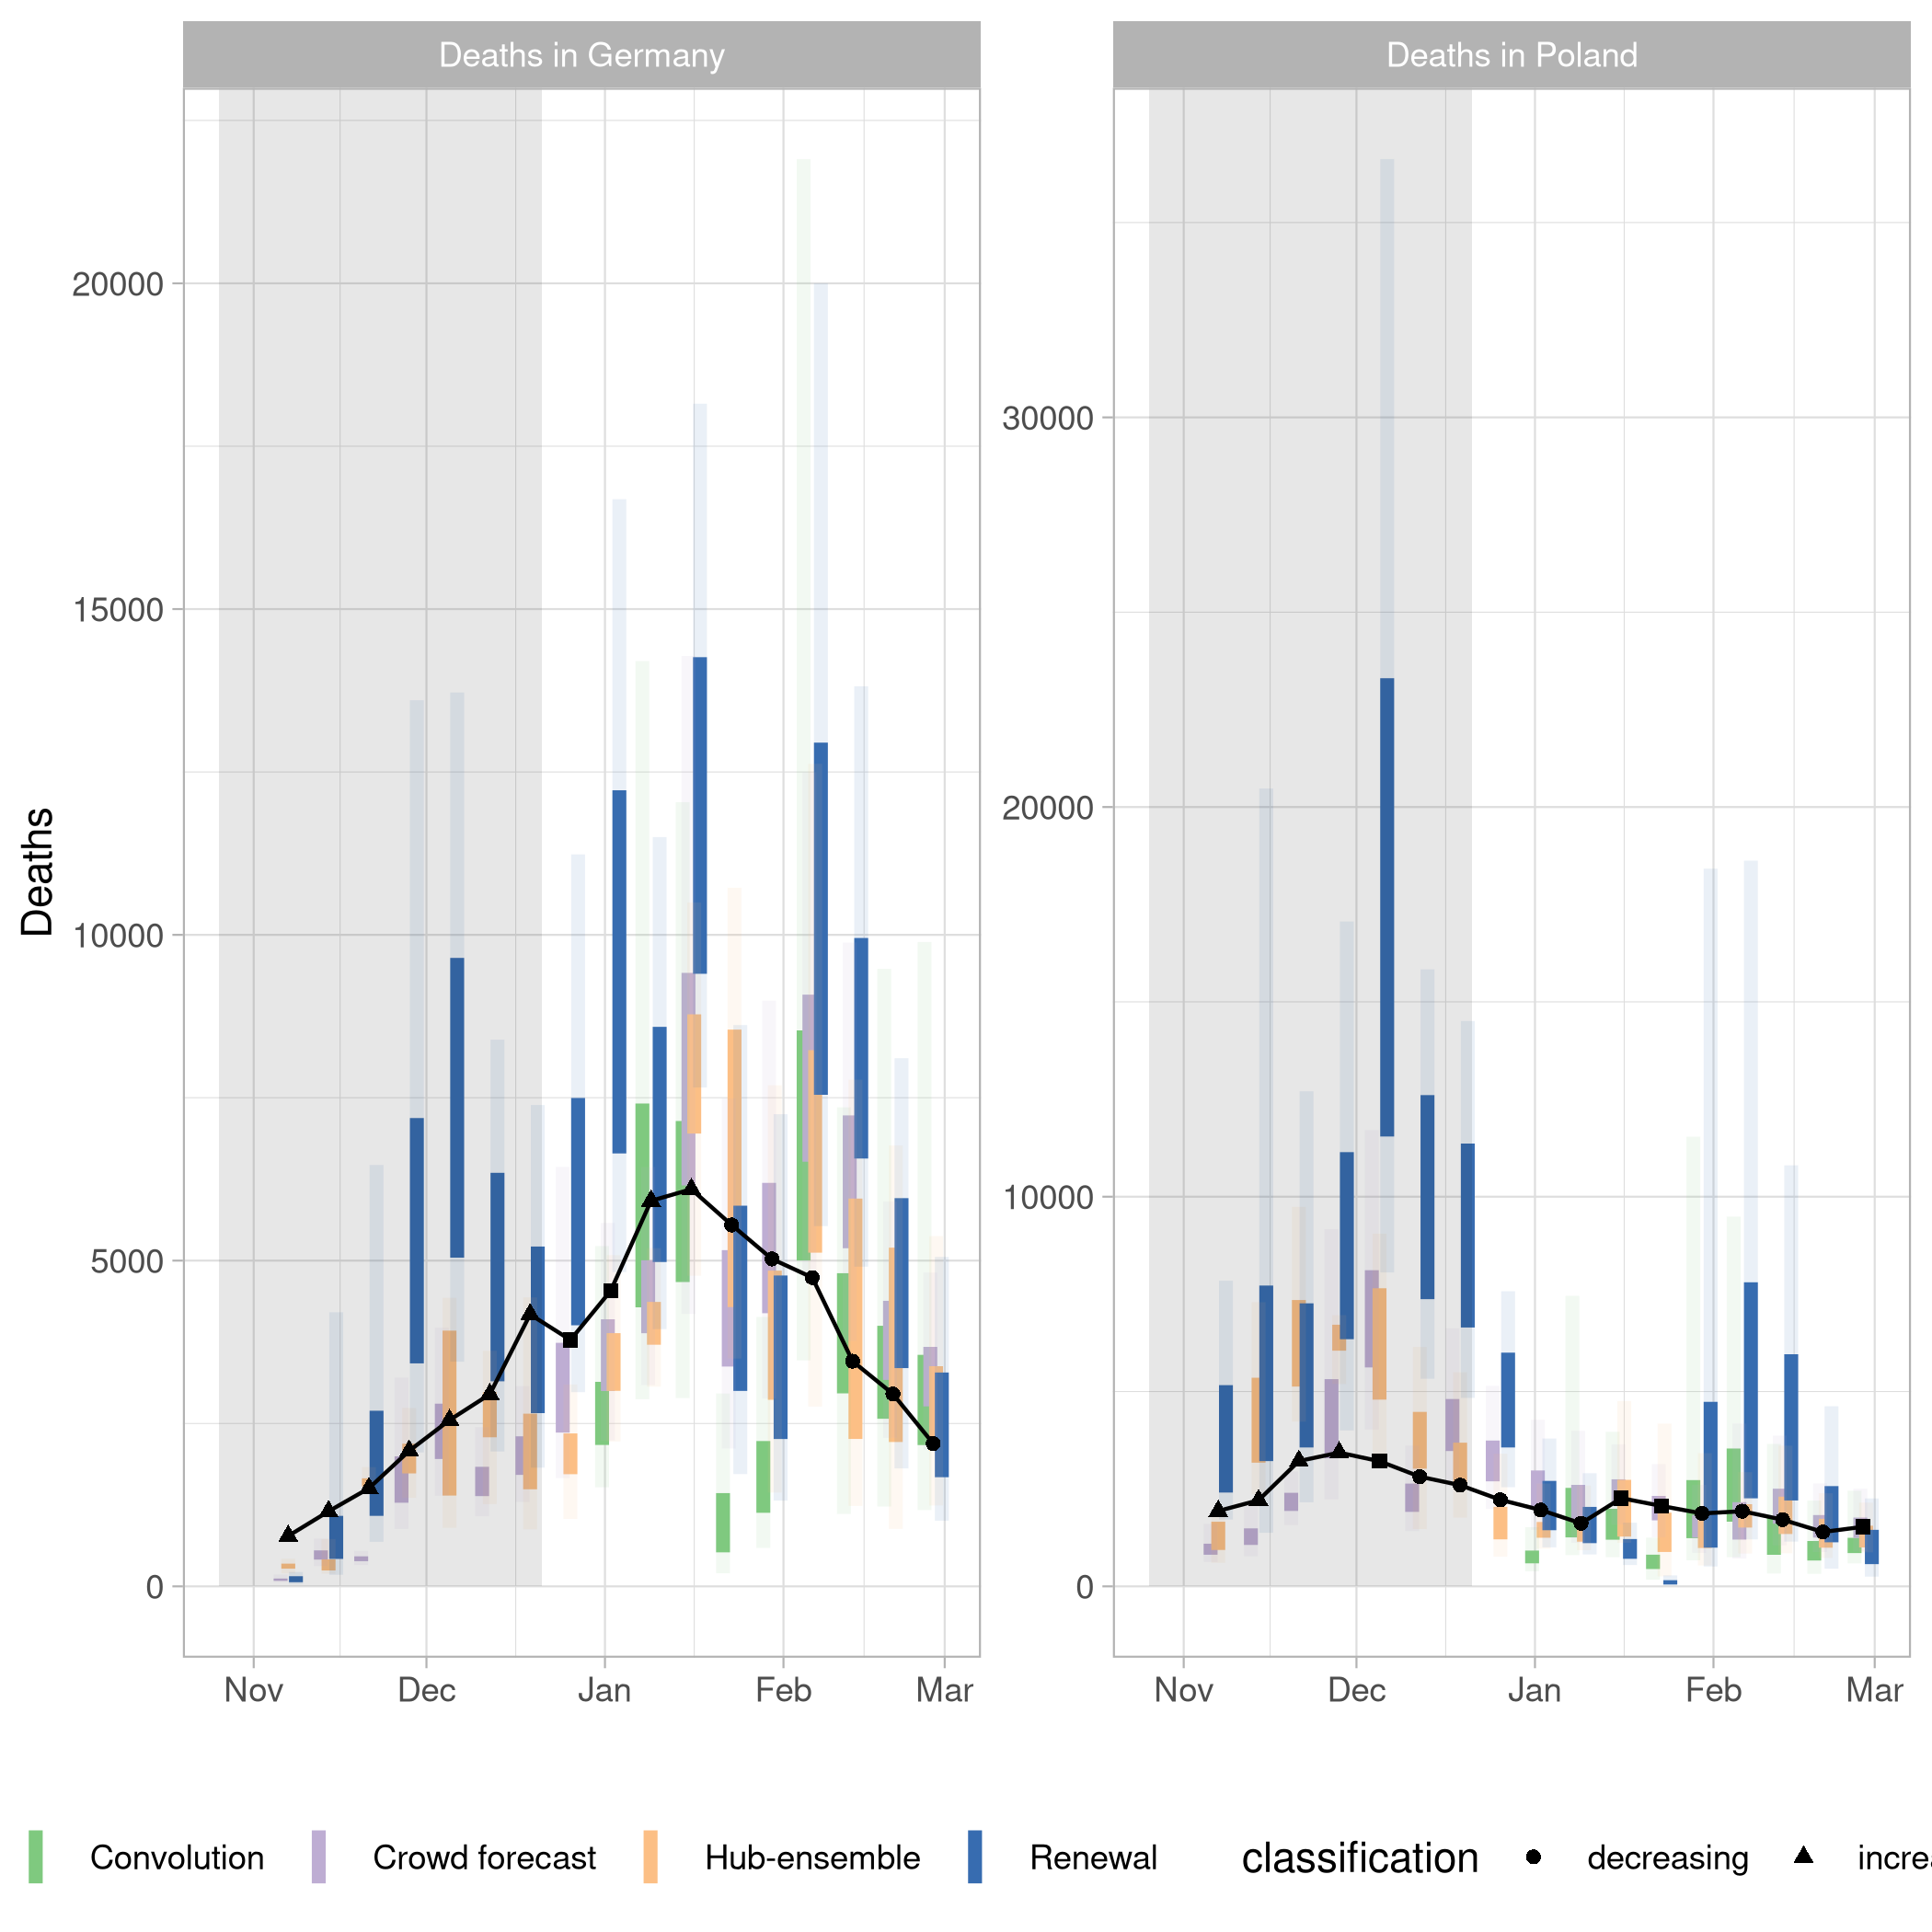 Deaths in Germany
Deaths in Poland
Deaths
20000
15000
10000
5000
0
30000
20000
10000
0
Nov Dec Jan Feb Mar
Nov Dec Jan Feb Mar
Convolution Crowd forecast Hub-ensemble Renewal classification decreasing